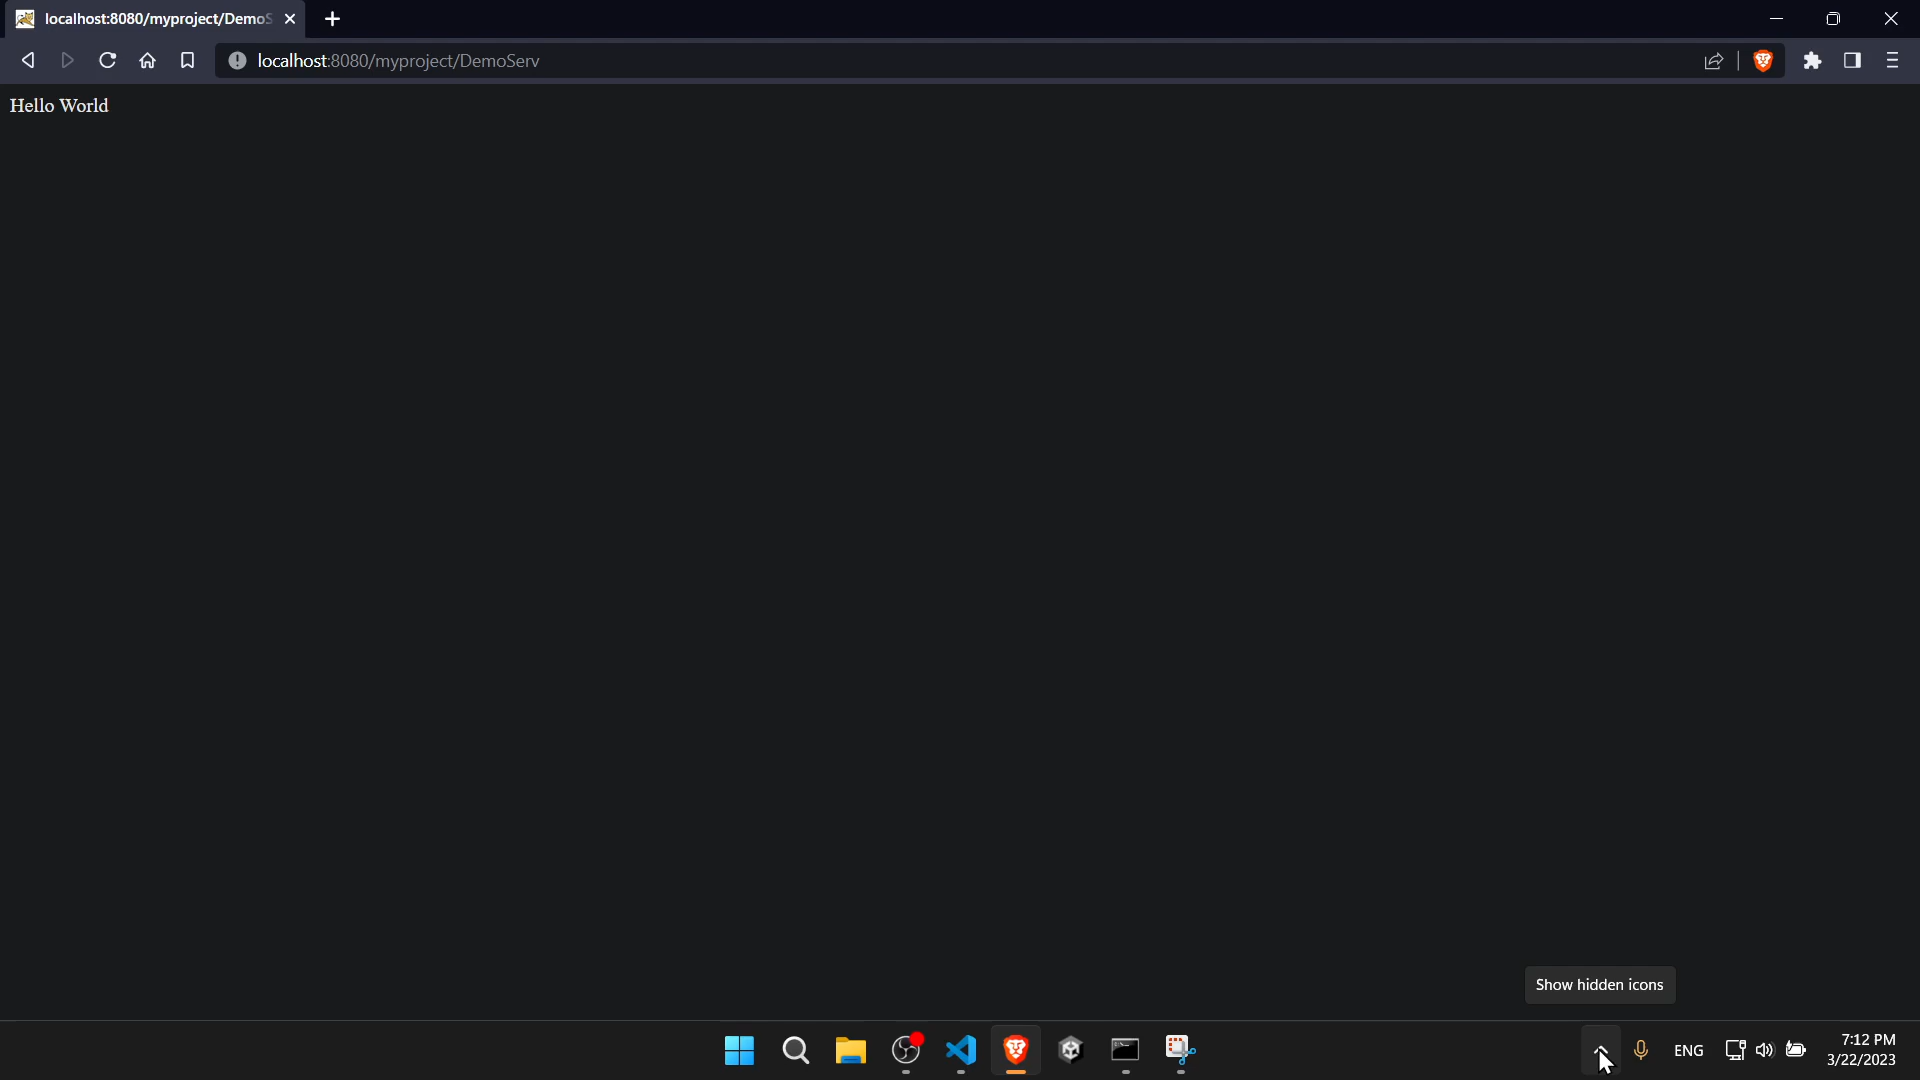 localhost:8080/myproject/DemoS
localhost:8080/myproject/DemoServ
Hello World
Show hidden icons
ENG
7:12 PM
3/22/2023